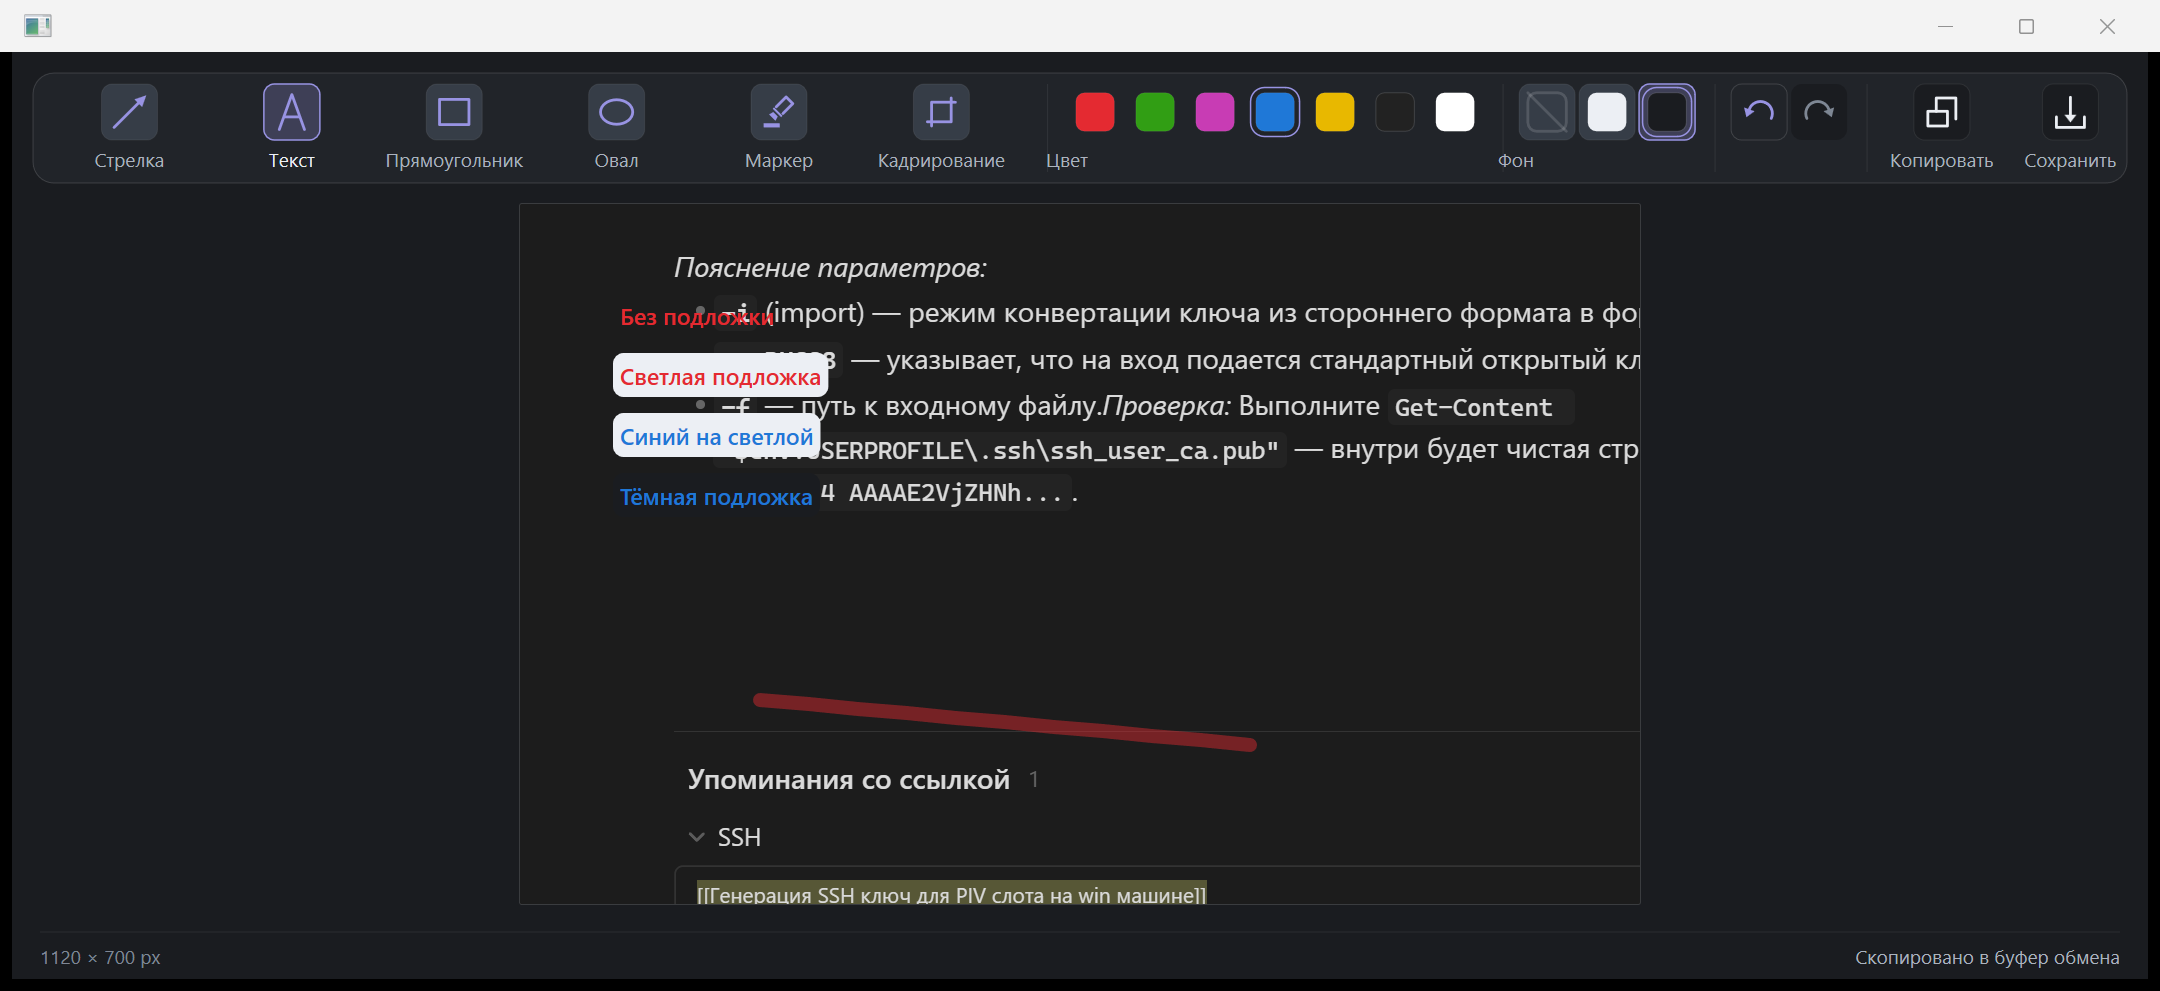 Стрелка
Текст
Прямоугольник
Овал
Маркер
Кадрирование
Цвет
Фон
Копировать
Сохранить
Пояснение параметров:
Без подложки
-i (import) — режим конвертации ключа из стороннего формата в фор
Светлая подложка
8 — указывает, что на вход подается стандартный открытый кл
-f — путь к входному файлу.Проверка: Выполните Get-Content
Синий на светлой
USERPROFILE\.ssh\ssh_user_ca.pub" — внутри будет чистая стр
Тёмная подложка
4 AAAAE2VjZHNh....
Упоминания со ссылкой 1
SSH
[[Генерация SSH ключ для PIV слота на win машине]]
1120 × 700 px
Скопировано в буфер обмена